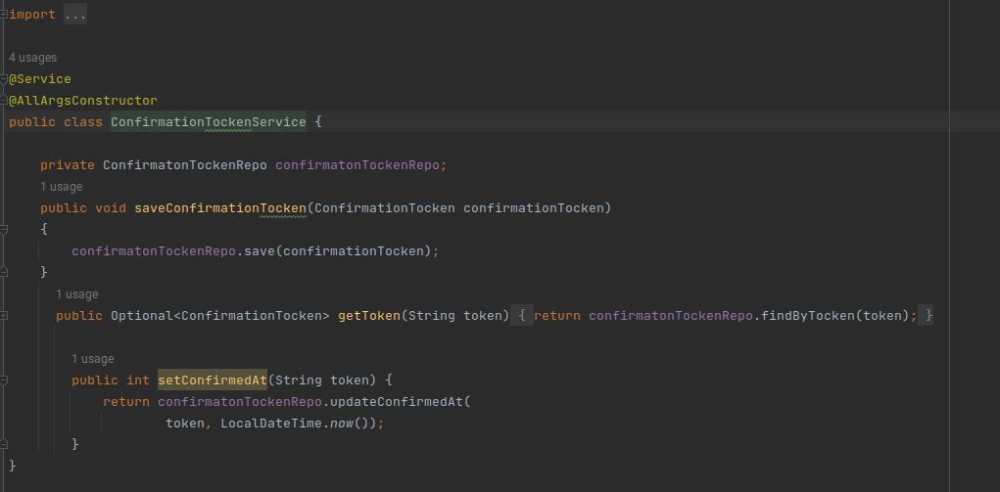 import ...
4 usages
@Service
@AllArgsConstructor
public class ConfirmationTockenService {
private ConfirmatonTockenRepo confirmatonTockenRepo;
1 usage
public void saveConfirmationTocken(ConfirmationTocken confirmationTocken)
{
confirmatonTockenRepo.save(confirmationTocken);
}
1 usage
public Optional<ConfirmationTocken> getToken(String token) { return confirmatonTockenRepo.findByTocken(token); }
1 usage
public int setConfirmedAt(String token) {
return confirmatonTockenRepo.updateConfirmedAt(
token, LocalDateTime.now());
}
}